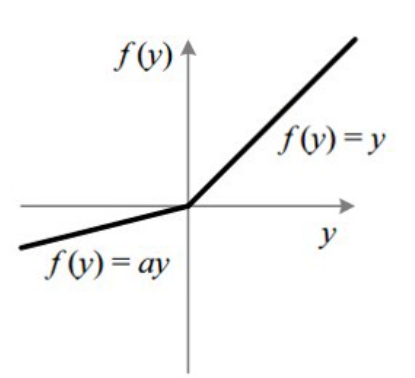 f(y)
f(y) = y
y
f(y) = ay